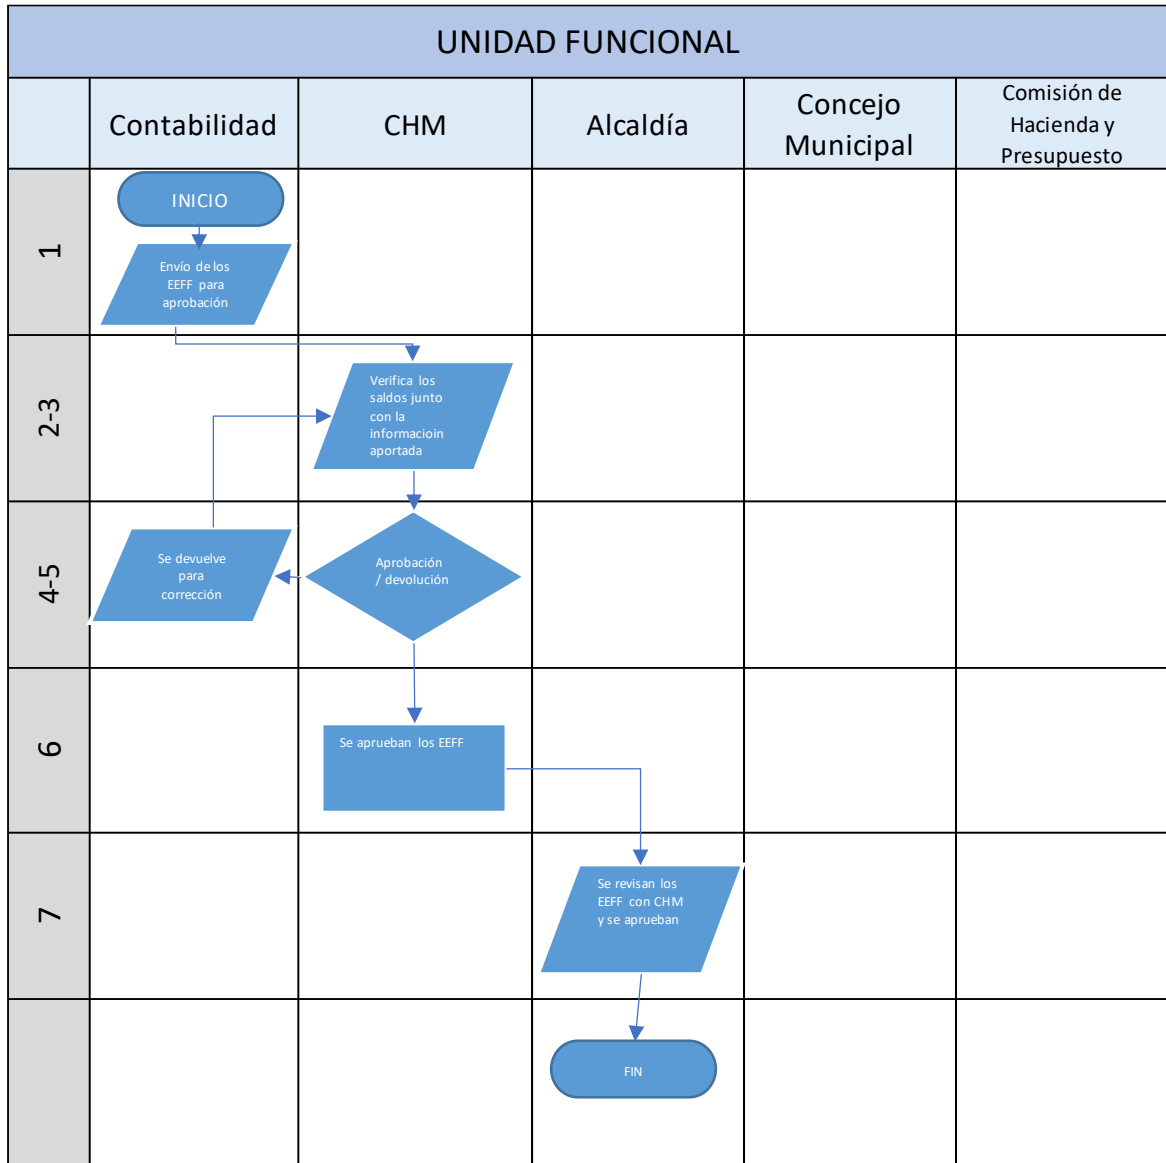 UNIDAD FUNCIONAL
Contabilidad
CHM
Alcaldía
Concejo
Municipal
Comisión de
Hacienda y
Presupuesto
1
INICIO
Envío de los
EEFF para
aprobación
2-3
Verifica los
saldos junto
con la
informacioin
aportada
4-5
Se devuelve
para
corrección
Aprobación
/ devolución
6
Se aprueban los EEFF
7
Se revisan los
EEFF con CHM
y se aprueban
FIN